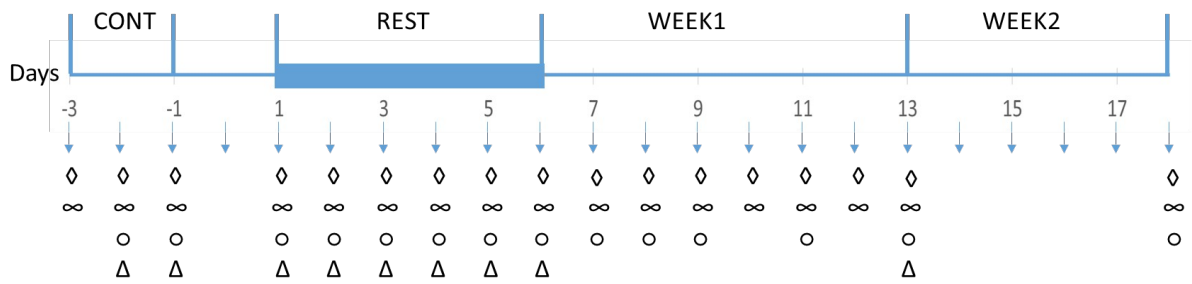 CONT REST WEEK1 WEEK2
Days
-3 -1 1 3 5 7 9 11 13 15 17
◊ ◊ ◊ ◊ ◊ ◊ ◊ ◊ ◊ ◊ ◊ ◊ ◊ ◊ ◊ ◊ ◊
∞ ∞ ∞ ∞ ∞ ∞ ∞ ∞ ∞ ∞ ∞ ∞ ∞ ∞ ∞ ∞ ∞
○ ○ ○ ○ ○ ○ ○ ○ ○ ○ ○ ○ ○ ○
Δ Δ Δ Δ Δ Δ Δ Δ Δ